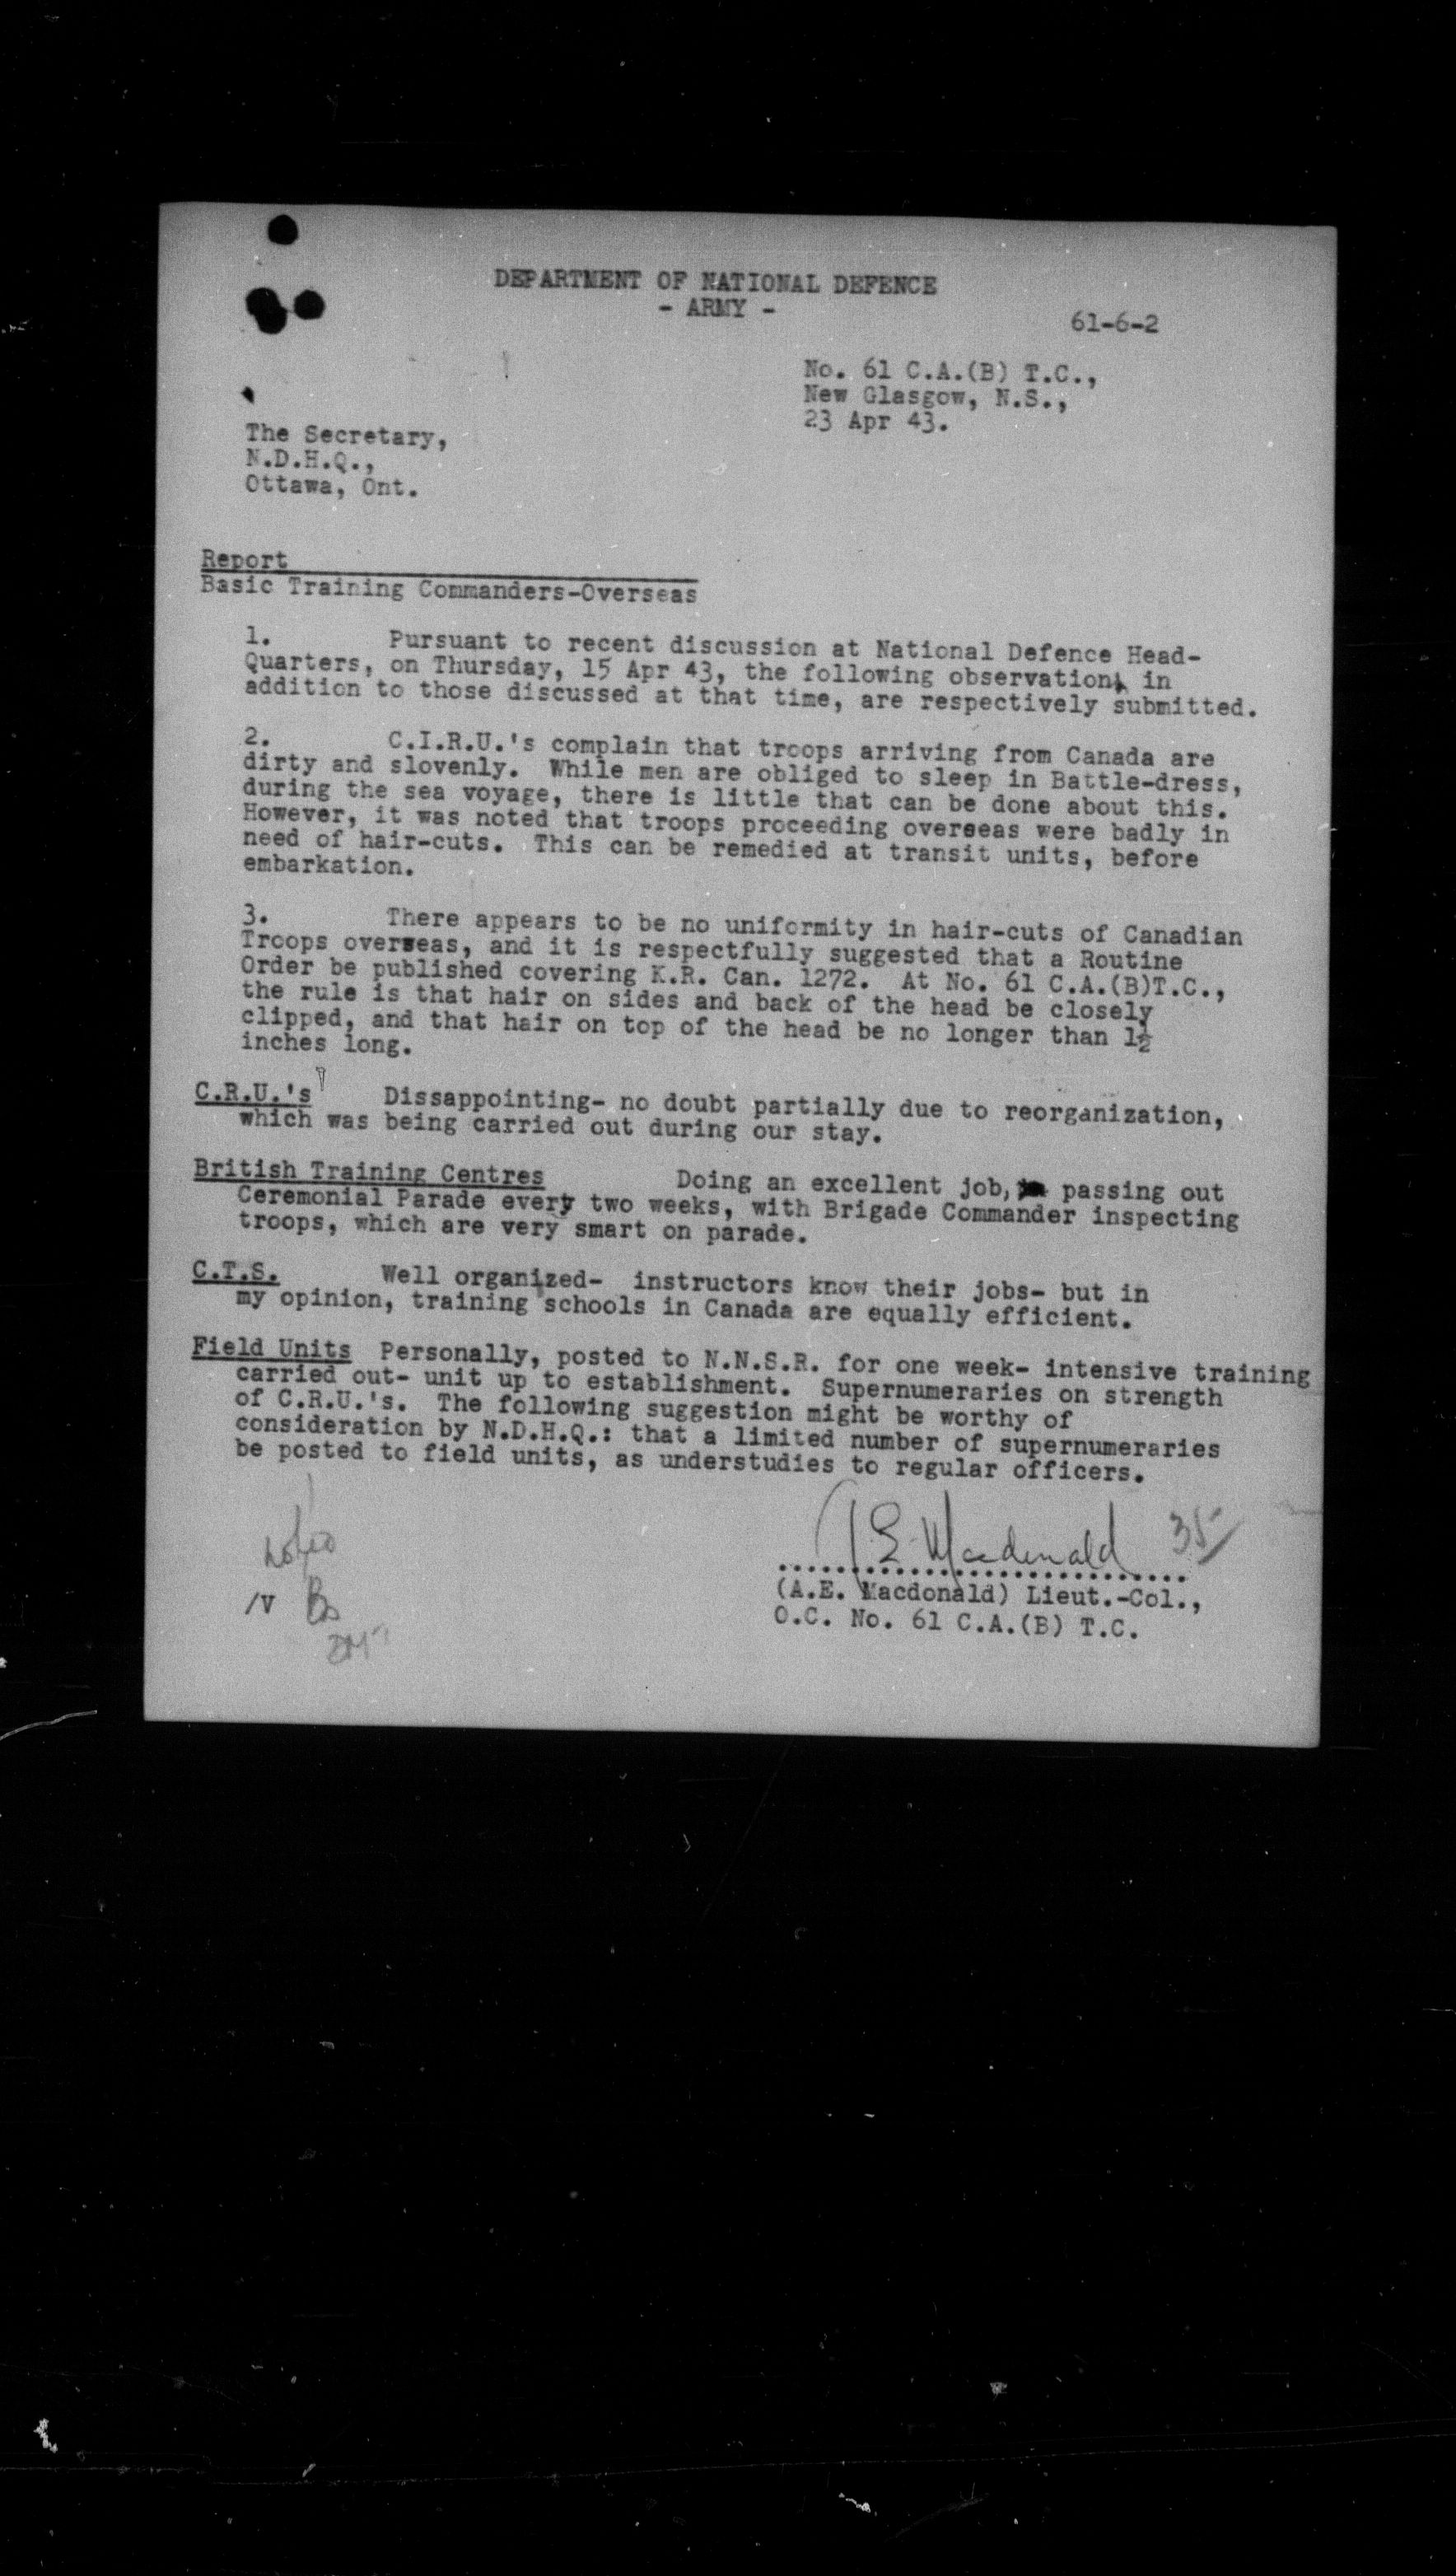 DEPARTMENT OF NATIONAL DEFENCE
- ARMY -
61-6-2
No. 61 C.A.(B) T.C.,
New Glasgow, N.S.,
23 Apr 43.
The Secretary,
N.D.H.Q.,
Ottawa, Ont.
Report
Basic Training Commanders-Overseas
1. Pursuant to recent discussion at National Defence Head-
Quarters, on Thursday, 15 Apr 43, the following observation, in
addition to those discussed at that time, are respectively submitted.
2. C.I.R.U.'s complain that troops arriving from Canada are
dirty and slovenly. While men are obliged to sleep in Battle-dress,
during the sea voyage, there is little that can be done about this.
However, it was noted that troops proceeding overseas were badly in
need of hair-cuts. This can be remedied at transit units, before
embarkation.
3. There appears to be no uniformity in hair-cuts of Canadian
Troops overseas, and it is respectfully suggested that a Routine
Order be published covering K.R. Can. 1272. At No. 61 C.A.(B)T.C.,
the rule is that hair on sides and back of the head be closely
clipped, and that hair on top of the head be no longer than 1½
inches long.
C.R.U.'s Dissappointing- no doubt partially due to reorganization,
which was being carried out during our stay.
British Training Centres Doing an excellent job, passing out
Ceremonial Parade every two weeks, with Brigade Commander inspecting
troops, which are very smart on parade.
C.T.S. Well organized- instructors know their jobs- but in
my opinion, training schools in Canada are equally efficient.
Field Units Personally, posted to N.N.S.R. for one week- intensive training
carried out- unit up to establishment. Supernumeraries on strength
of C.R.U.'s. The following suggestion might be worthy of
consideration by N.D.H.Q.: that a limited number of supernumeraries
be posted to field units, as understudies to regular officers.
A E Macdonald 35
(A.E. Macdonald) Lieut.-Col.,
O.C. No. 61 C.A.(B) T.C.